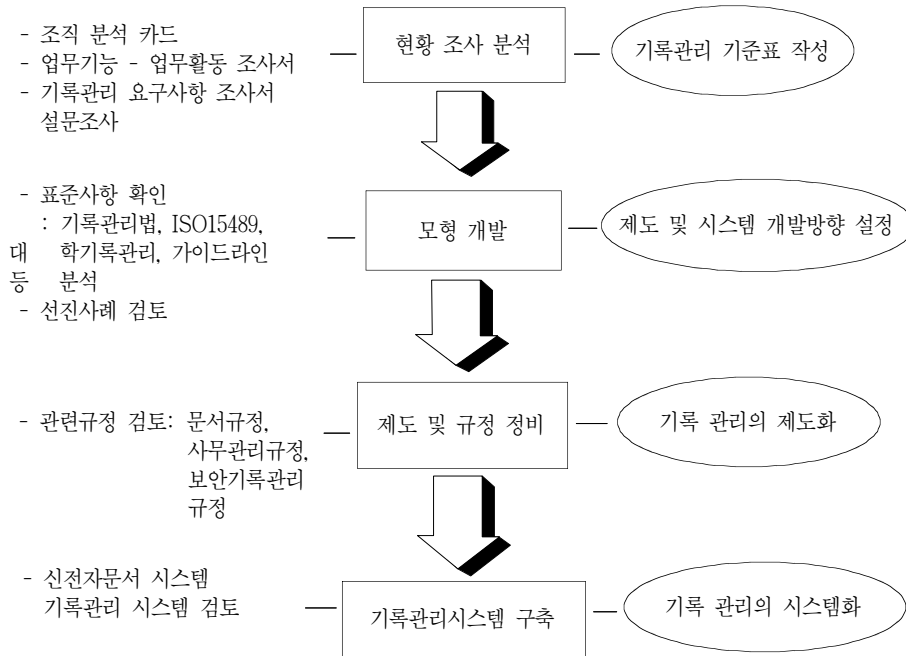 - 조직 분석 카드
- 업무기능 - 업무활동 조사서
- 기록관리 요구사항 조사서
설문조사
현황 조사 분석
기록관리 기준표 작성
- 표준사항 확인
: 기록관리법, ISO15489,
대 학기록관리, 가이드라인
등 분석
- 선진사례 검토
모형 개발
제도 및 시스템 개발방향 설정
- 관련규정 검토: 문서규정,
사무관리규정,
보안기록관리
규정
제도 및 규정 정비
기록 관리의 제도화
- 신전자문서 시스템
기록관리 시스템 검토
기록관리시스템 구축
기록 관리의 시스템화